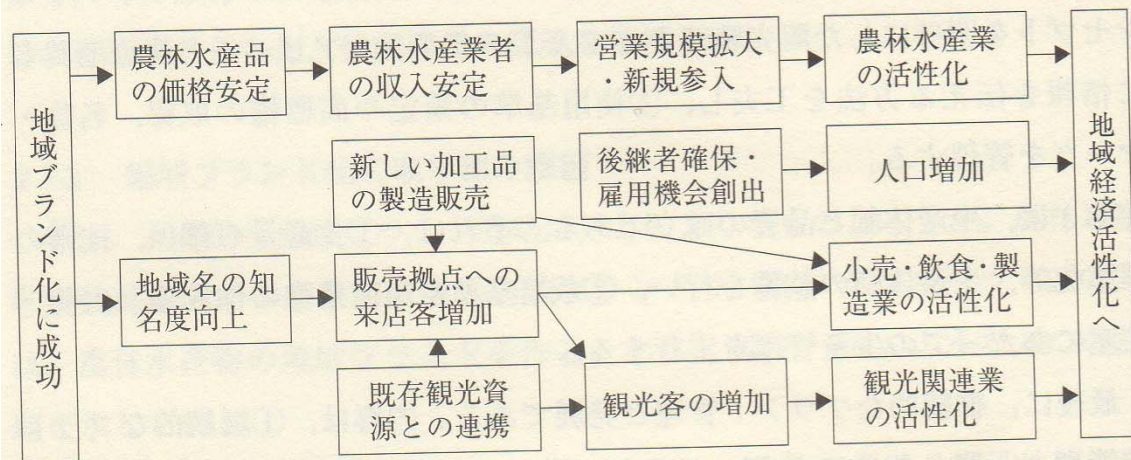 地域ブランド化に成功
農林水産品
の価格安定
農林水産業者
の収入安定
営業規模拡大
・新規参入
農林水産業
の活性化
新しい加工品
の製造販売
後継者確保・
雇用機会創出
人口増加
地域名の知
名度向上
販売拠点への
来店客増加
小売・飲食・製
造業の活性化
既存観光資
源との連携
観光客の増加
観光関連業
の活性化
地域経済活性化へ